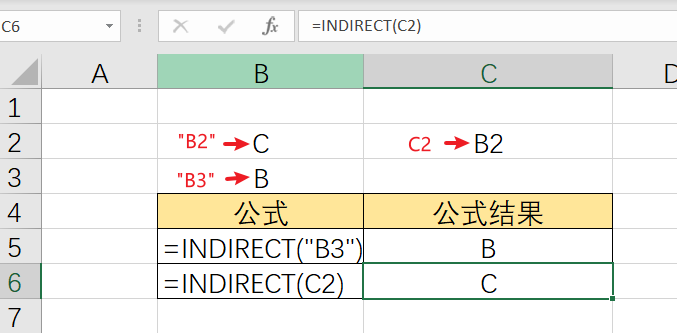 C6 =INDIRECT(C2)
A B C D
1
2 "B2" C C2 B2
3 "B3" B
4 公式 公式结果
5 =INDIRECT("B3") B
6 =INDIRECT(C2) C
7